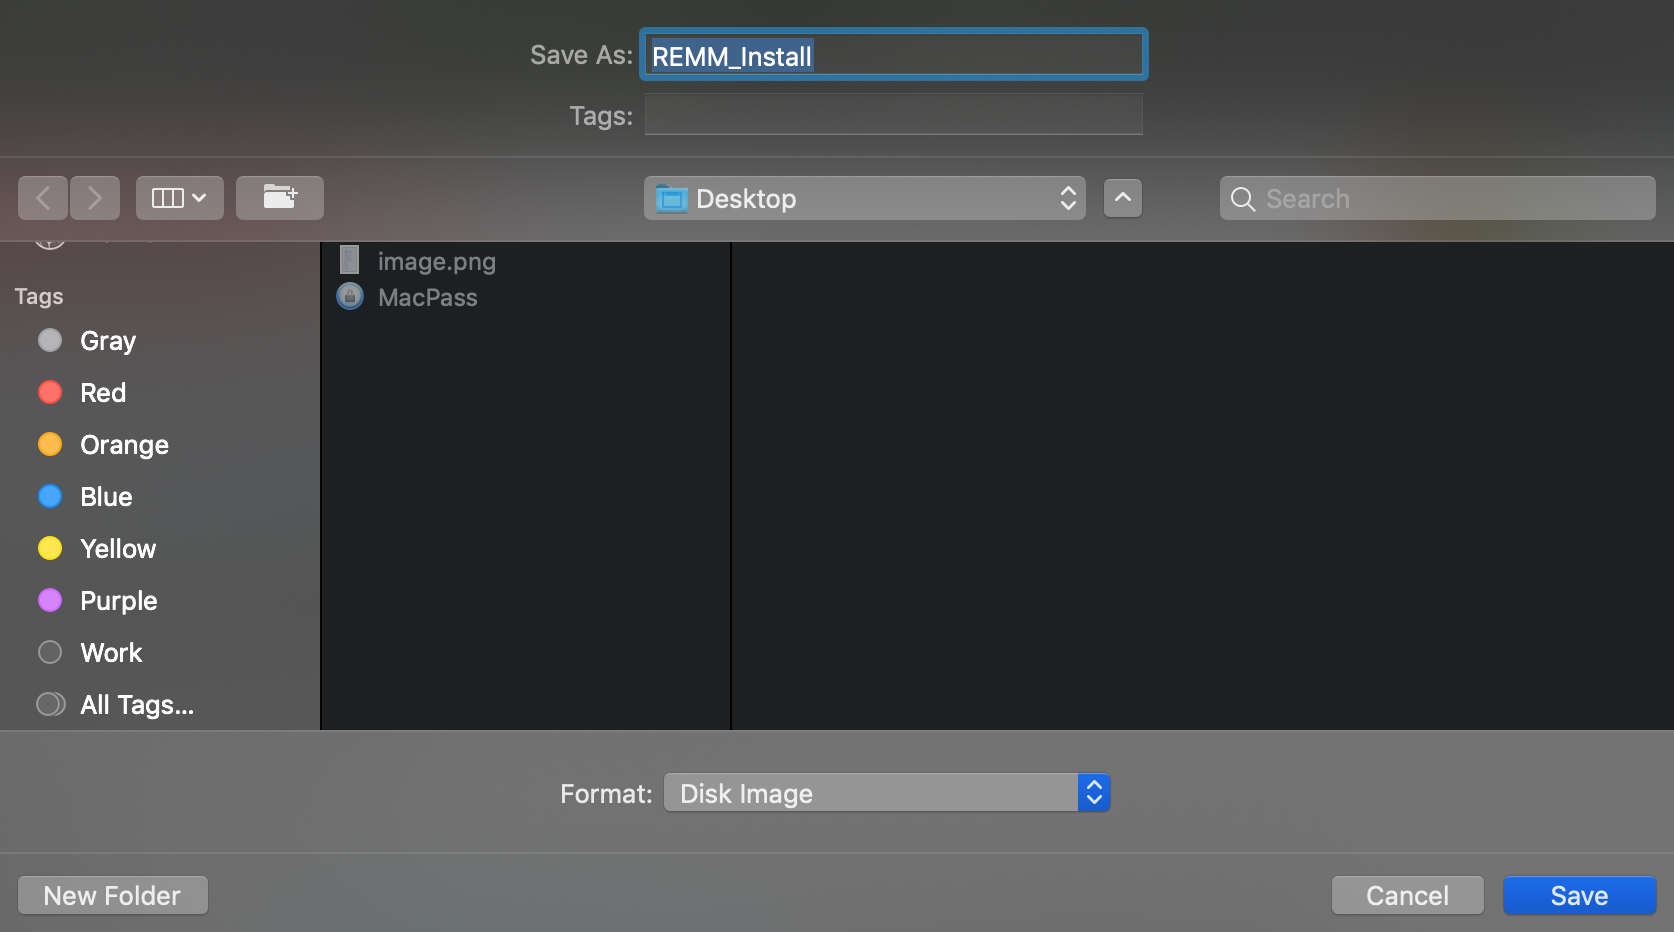 Save As: REMM_Install
Tags:
Desktop
Search
image.png
MacPass
Tags
Gray
Red
Orange
Blue
Yellow
Purple
Work
All Tags...
Format: Disk Image
New Folder
Cancel
Save